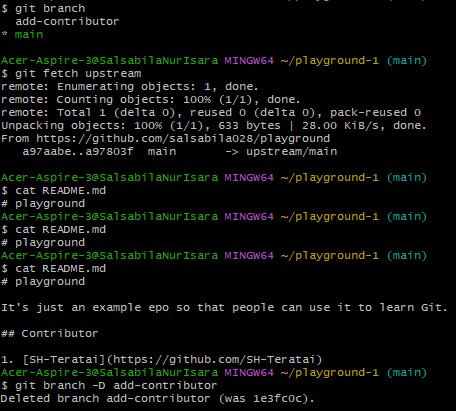 $ git branch
add-contributor
* main
Acer-Aspire-3@SalsabilaNurIsara MINGW64 ~/playground-1 (main)
$ git fetch upstream
remote: Enumerating objects: 1, done.
remote: Counting objects: 100% (1/1), done.
remote: Total 1 (delta 0), reused 0 (delta 0), pack-reused 0
Unpacking objects: 100% (1/1), 633 bytes | 28.00 KiB/s, done.
From https://github.com/salsabila028/playground
a97aabe..a97803f  main       -> upstream/main
Acer-Aspire-3@SalsabilaNurIsara MINGW64 ~/playground-1 (main)
$ cat README.md
# playground
Acer-Aspire-3@SalsabilaNurIsara MINGW64 ~/playground-1 (main)
$ cat README.md
# playground
Acer-Aspire-3@SalsabilaNurIsara MINGW64 ~/playground-1 (main)
$ cat README.md
# playground
It's just an example epo so that people can use it to learn Git.
## Contributor
1. [SH-Teratai](https://github.com/SH-Teratai)
Acer-Aspire-3@SalsabilaNurIsara MINGW64 ~/playground-1 (main)
$ git branch -D add-contributor
Deleted branch add-contributor (was 1e3fc0c).